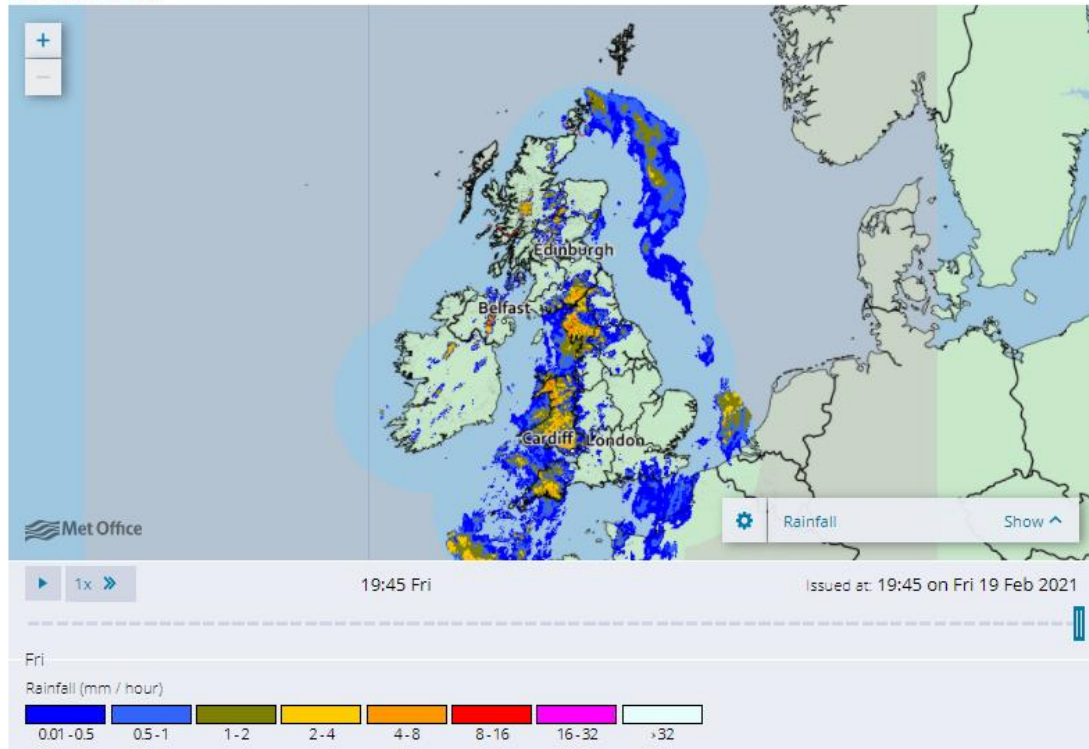 +
−
Edinburgh
Belfast
Cardiff London
Met Office
Rainfall Show
1x
19:45 Fri
Issued at: 19:45 on Fri 19 Feb 2021
Fri
Rainfall (mm / hour)
0.01 - 0.5 0.5 - 1 1 - 2 2 - 4 4 - 8 8 - 16 16 - 32 >32